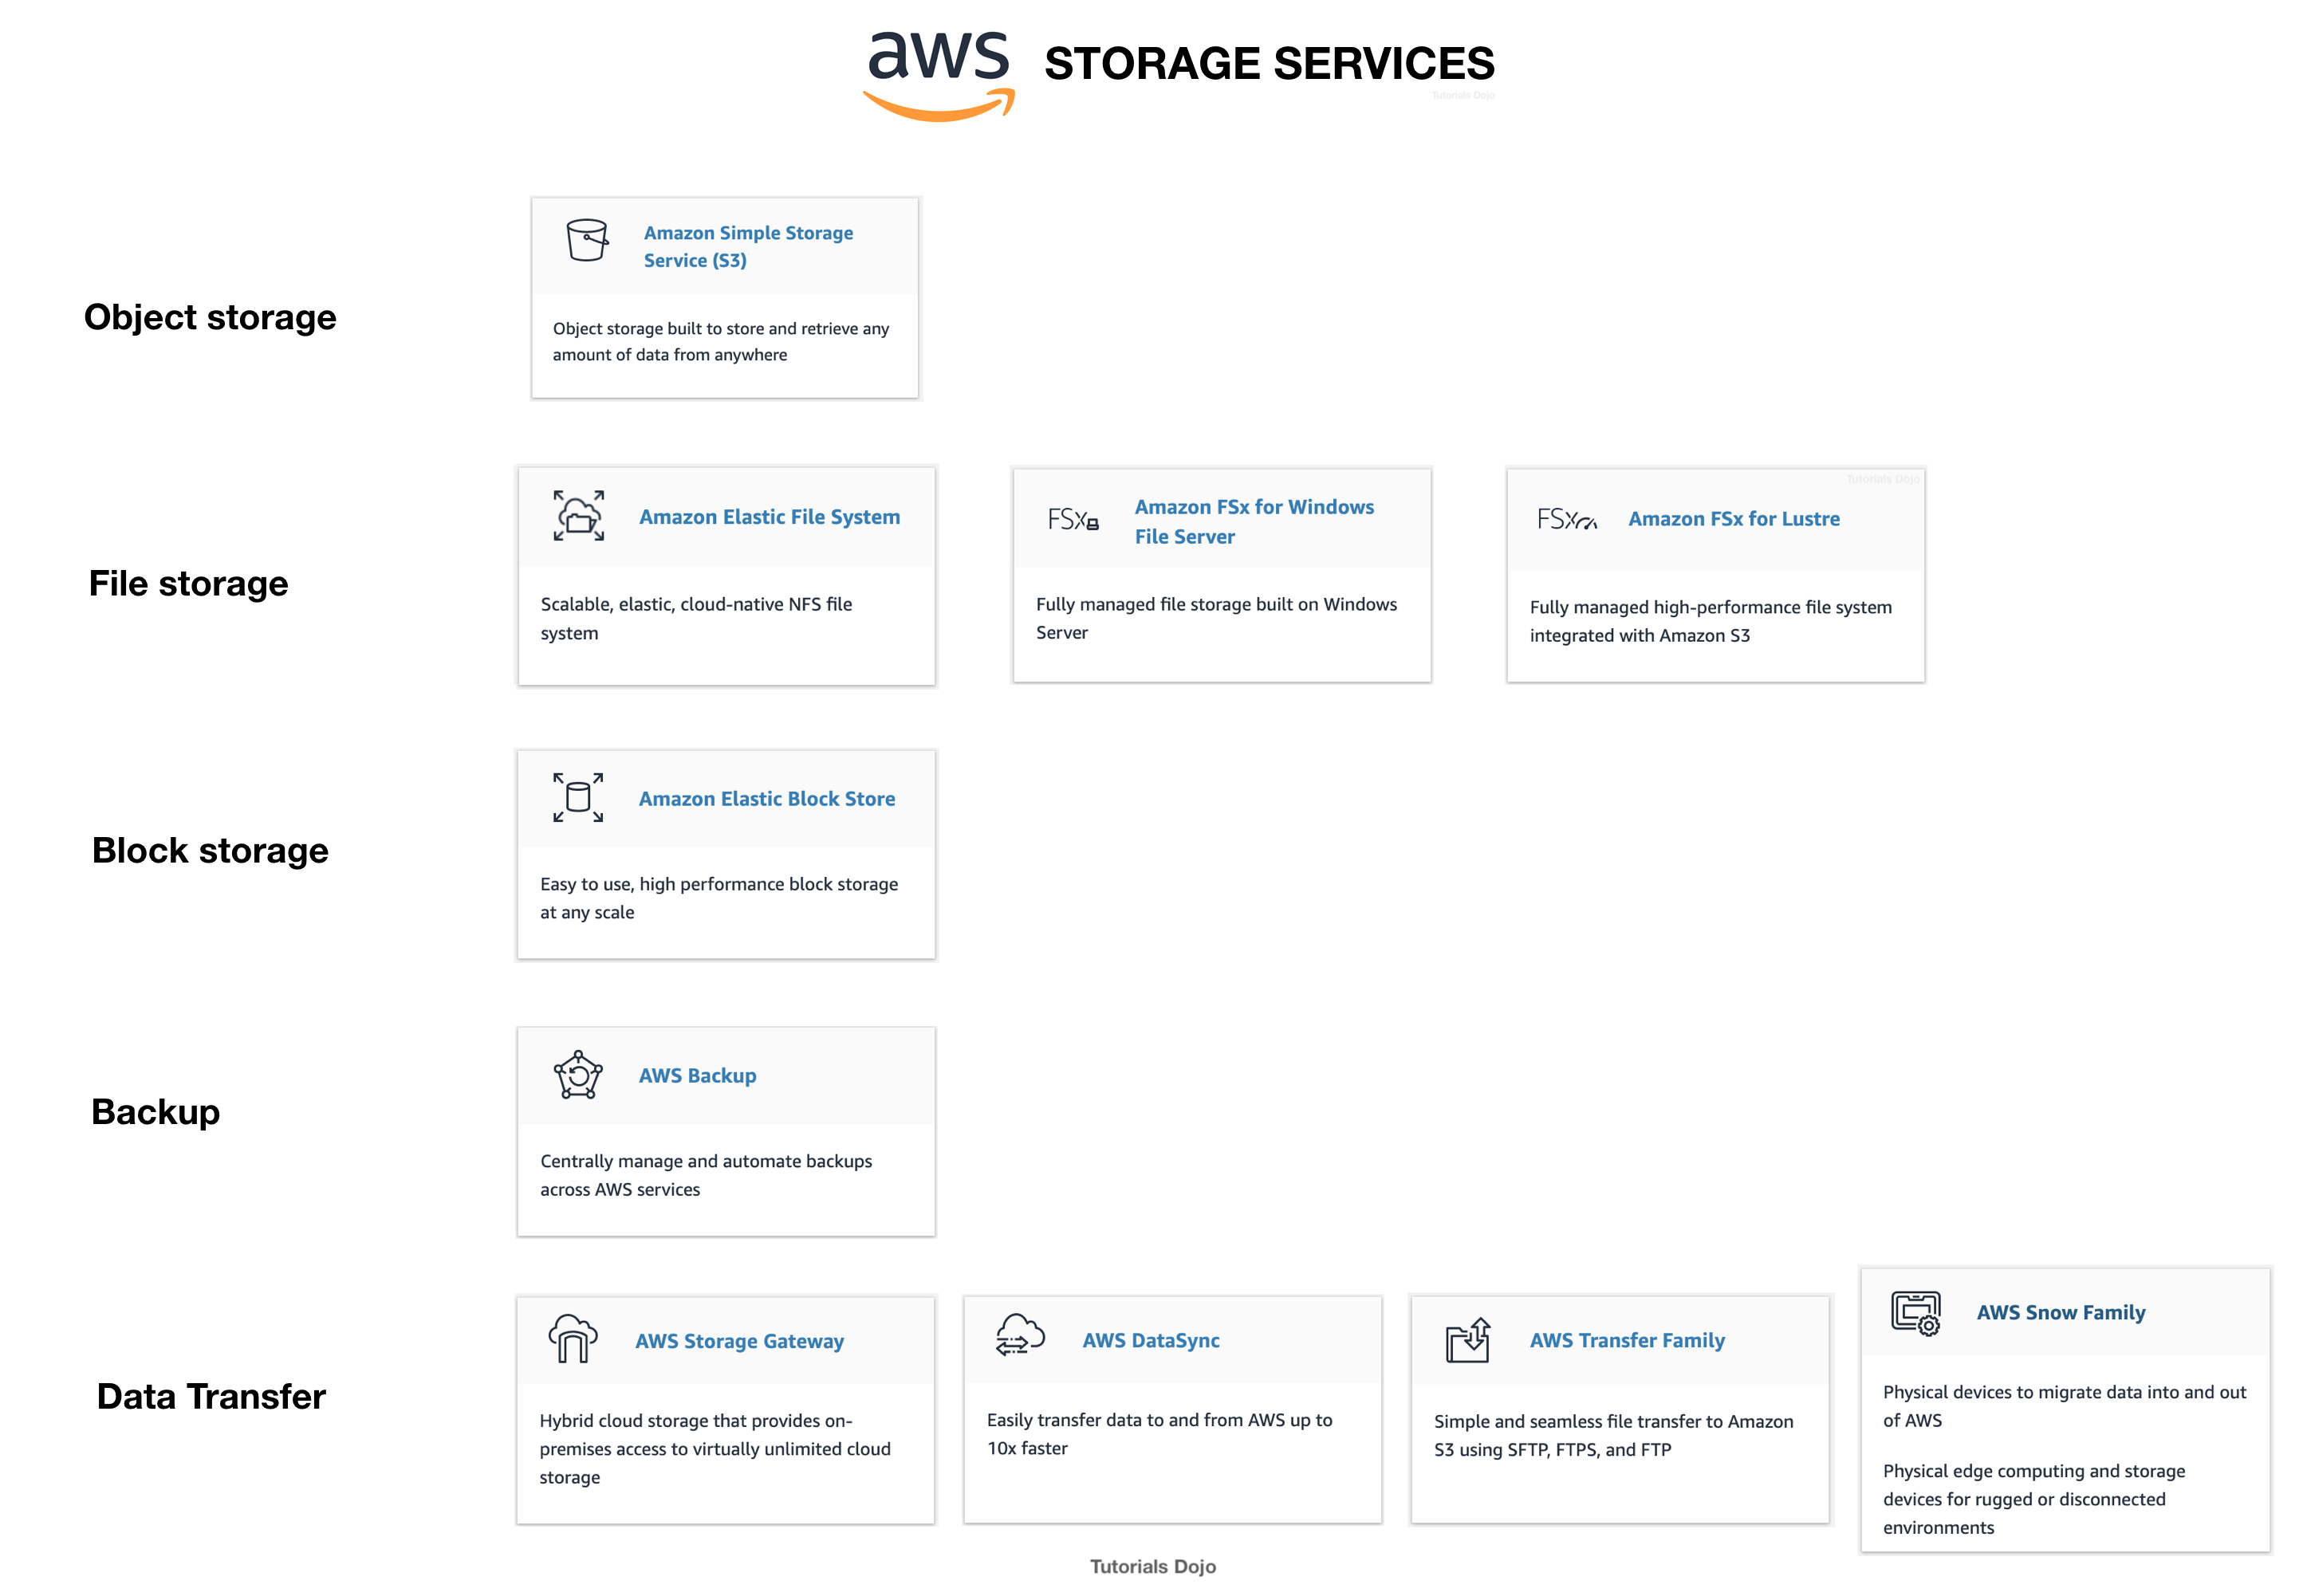 aws STORAGE SERVICES
Tutorials Dojo
Object storage
Amazon Simple Storage
Service (S3)
Object storage built to store and retrieve any
amount of data from anywhere
File storage
Amazon Elastic File System
Scalable, elastic, cloud-native NFS file
system
FSx
Amazon FSx for Windows
File Server
Fully managed file storage built on Windows
Server
Tutorials Dojo
FSx
Amazon FSx for Lustre
Fully managed high-performance file system
integrated with Amazon S3
Block storage
Amazon Elastic Block Store
Easy to use, high performance block storage
at any scale
Backup
AWS Backup
Centrally manage and automate backups
across AWS services
Data Transfer
AWS Storage Gateway
Hybrid cloud storage that provides on-
premises access to virtually unlimited cloud
storage
AWS DataSync
Easily transfer data to and from AWS up to
10x faster
AWS Transfer Family
Simple and seamless file transfer to Amazon
S3 using SFTP, FTPS, and FTP
AWS Snow Family
Physical devices to migrate data into and out
of AWS
Physical edge computing and storage
devices for rugged or disconnected
environments
Tutorials Dojo